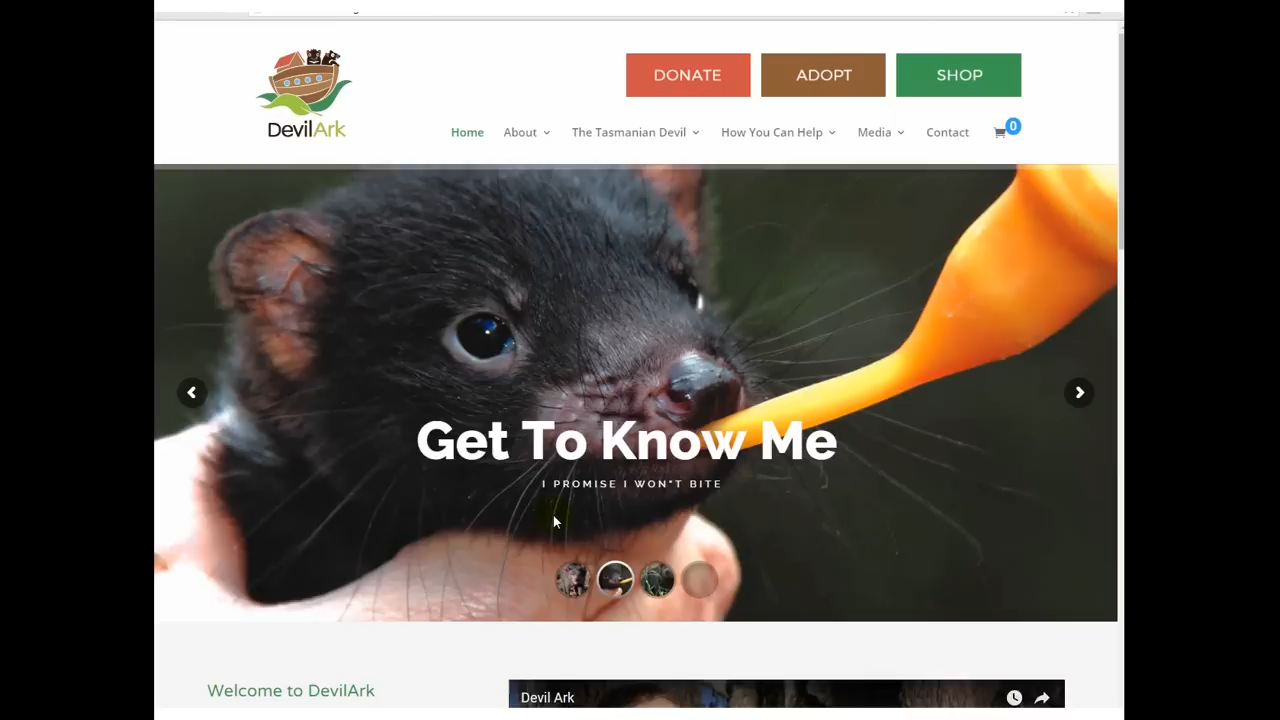 DONATE
ADOPT
SHOP
DevilArk
Home About The Tasmanian Devil How You Can Help Media Contact 0
Get To Know Me
I PROMISE I WON"T BITE
Welcome to DevilArk
Devil Ark